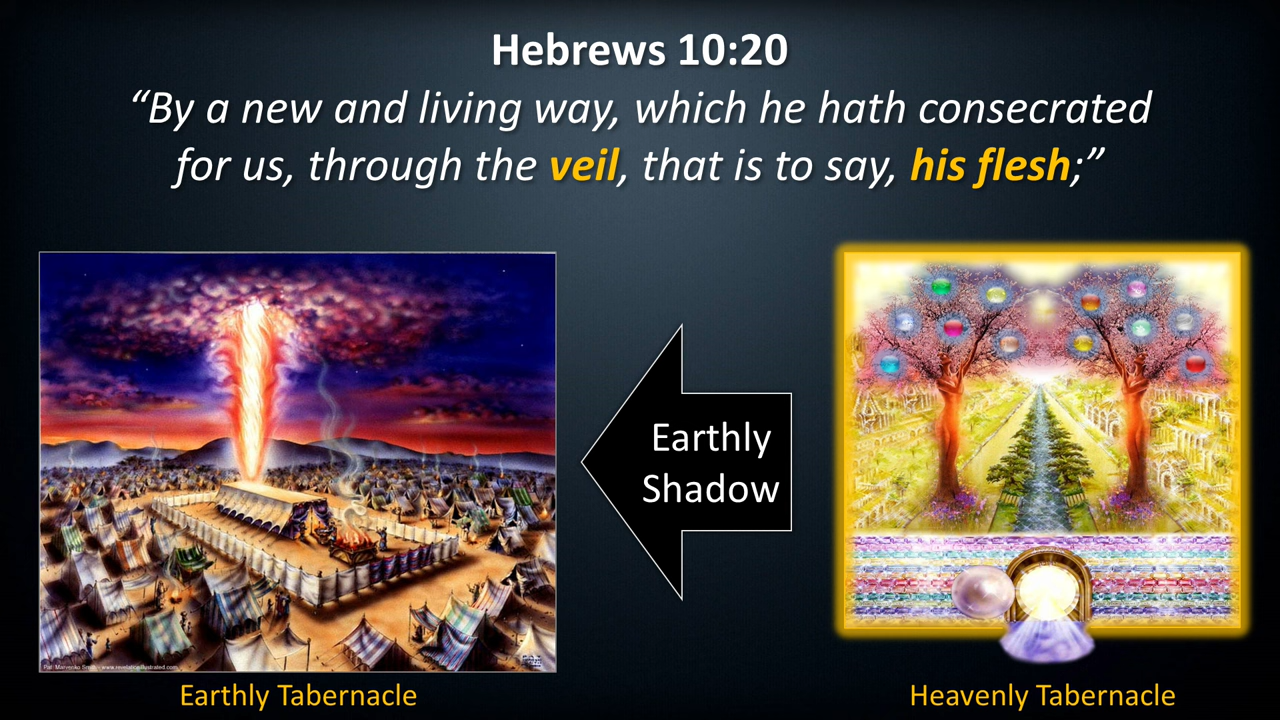 Hebrews 10:20
“By a new and living way, which he hath consecrated
for us, through the veil, that is to say, his flesh;”
Earthly
Shadow
Earthly Tabernacle
Heavenly Tabernacle